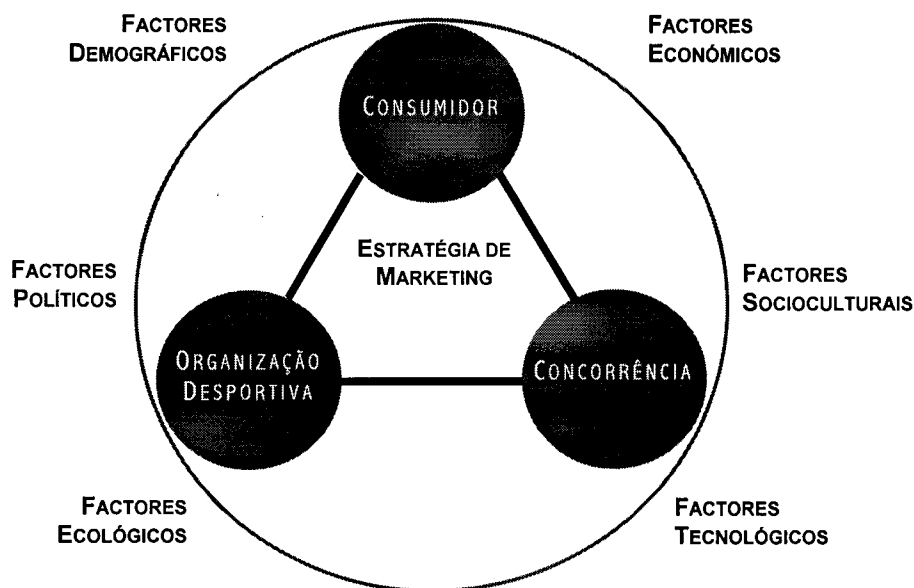 FACTORES
DEMOGRÁFICOS
FACTORES
ECONÓMICOS
CONSUMIDOR
ESTRATÉGIA DE
MARKETING
FACTORES
POLÍTICOS
FACTORES
SOCIOCULTURAIS
ORGANIZAÇÃO
DESPORTIVA
CONCORRÊNCIA
FACTORES
ECOLÓGICOS
FACTORES
TECNOLÓGICOS